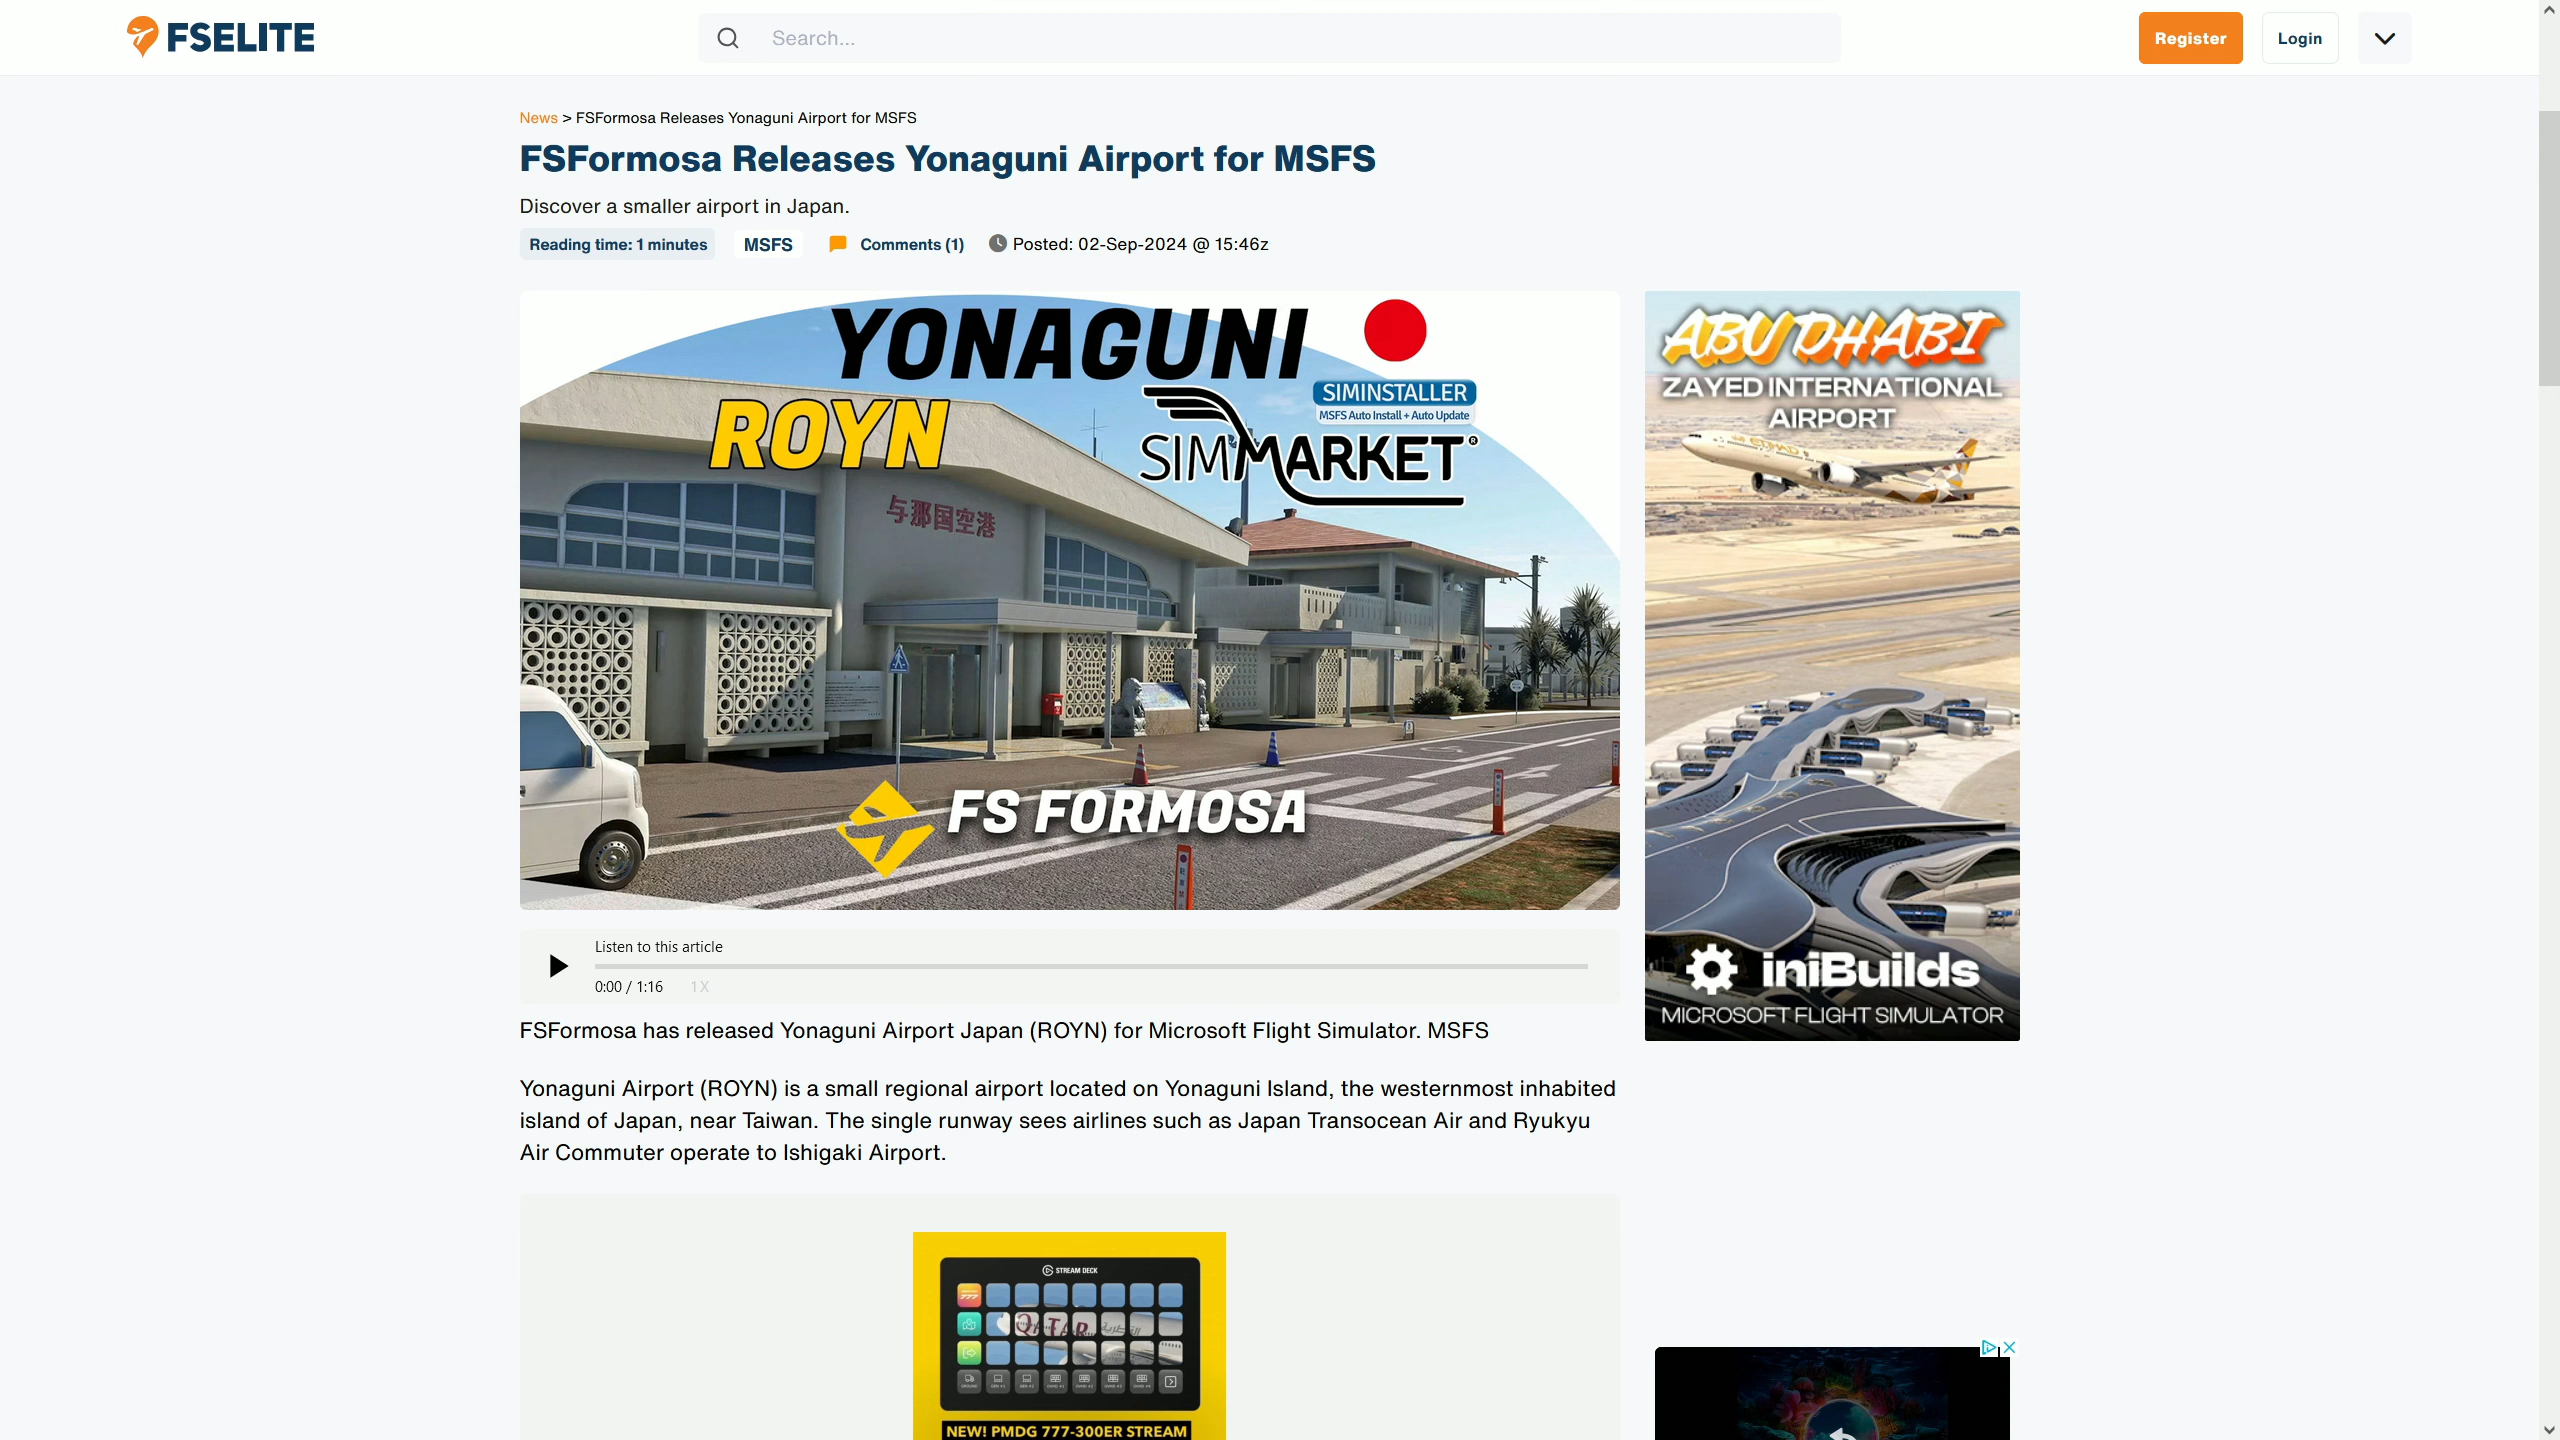 FSELITE
Search...
Register
Login
News > FSFormosa Releases Yonaguni Airport for MSFS
FSFormosa Releases Yonaguni Airport for MSFS
Discover a smaller airport in Japan.
Reading time: 1 minutes
MSFS
Comments (1)
Posted: 02-Sep-2024 @ 15:46z
YONAGUNI
ROYN
SIMINSTALLER
MSFS Auto Install + Auto Update
SIMMARKET®
与那国空港
FS FORMOSA
ABU DHABI
ZAYED INTERNATIONAL
AIRPORT
ETIHAD
iniBuilds
MICROSOFT FLIGHT SIMULATOR
Listen to this article
0:00 / 1:16
1X
FSFormosa has released Yonaguni Airport Japan (ROYN) for Microsoft Flight Simulator. MSFS
Yonaguni Airport (ROYN) is a small regional airport located on Yonaguni Island, the westernmost inhabited
island of Japan, near Taiwan. The single runway sees airlines such as Japan Transocean Air and Ryukyu
Air Commuter operate to Ishigaki Airport.
STREAM DECK
777
QATAR
NEW! PMDG 777-300ER STREAM